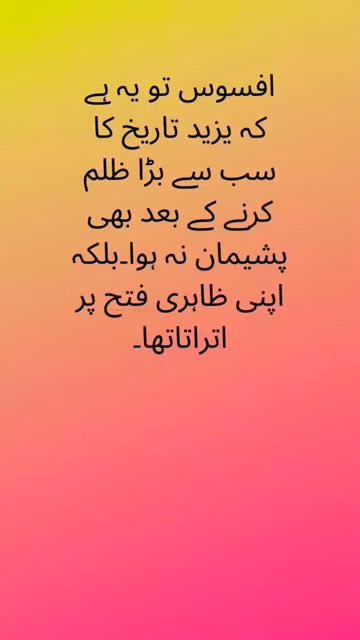 افسوس تو یہ ہے
کہ یزید تاریخ کا
سب سے بڑا ظلم
کرنے کے بعد بھی
پشیمان نہ ہوا۔بلکہ
اپنی ظاہری فتح پر
اتراتاتھا۔